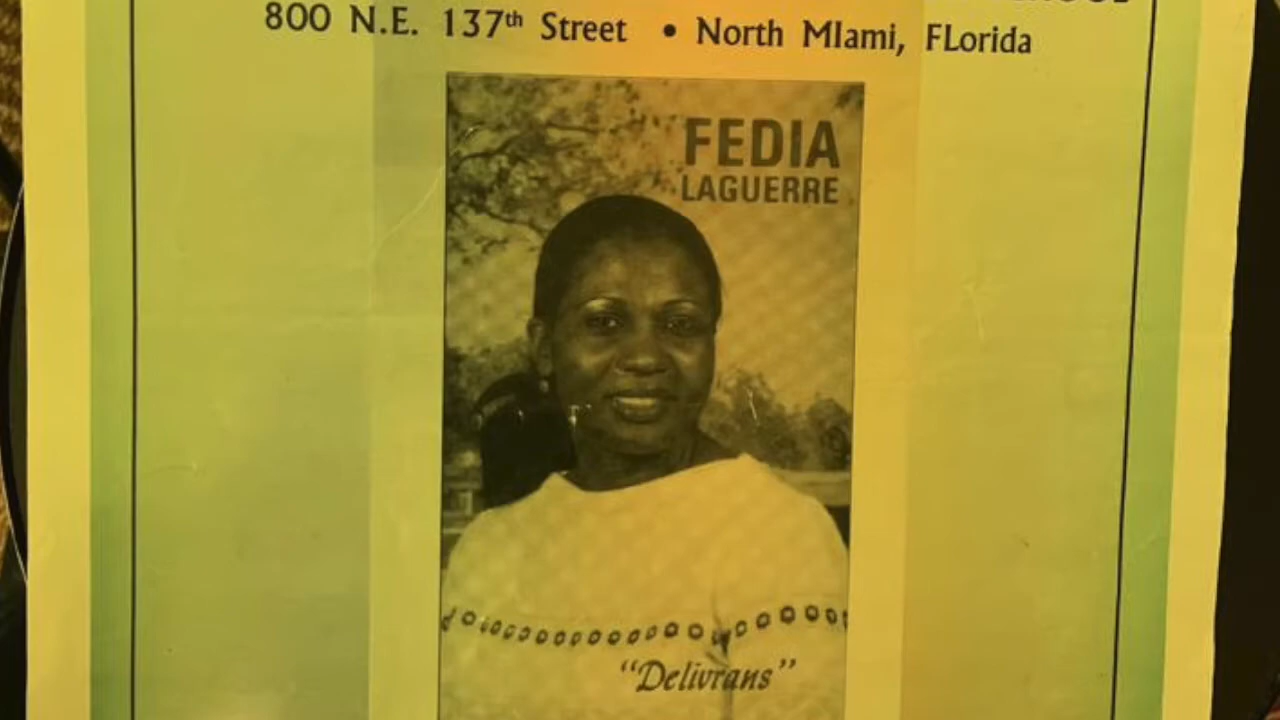 800 N.E. 137th Street • North MIami, FLorida
FEDIA
LAGUERRE
"Delivrans"